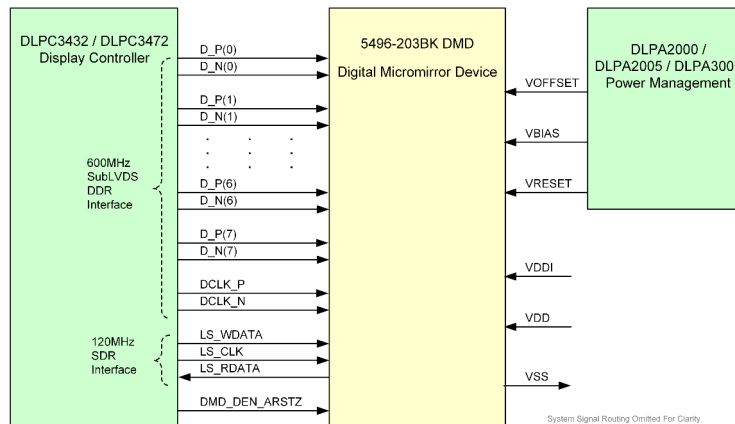 DLPC3432 / DLPC3472
Display Controller
D_P(0)
D_N(0)
D_P(1)
D_N(1)
. . .
. . .
. . .
600MHz
SubLVDS
DDR
Interface
D_P(6)
D_N(6)
D_P(7)
D_N(7)
DCLK_P
DCLK_N
120MHz
SDR
Interface
LS_WDATA
LS_CLK
LS_RDATA
DMD_DEN_ARSTZ
5496-203BK DMD
Digital Micromirror Device
VOFFSET
VBIAS
VRESET
VDDI
VDD
VSS
DLPA2000 /
DLPA2005 / DLPA300
Power Management
System Signal Routing Omitted For Clarity